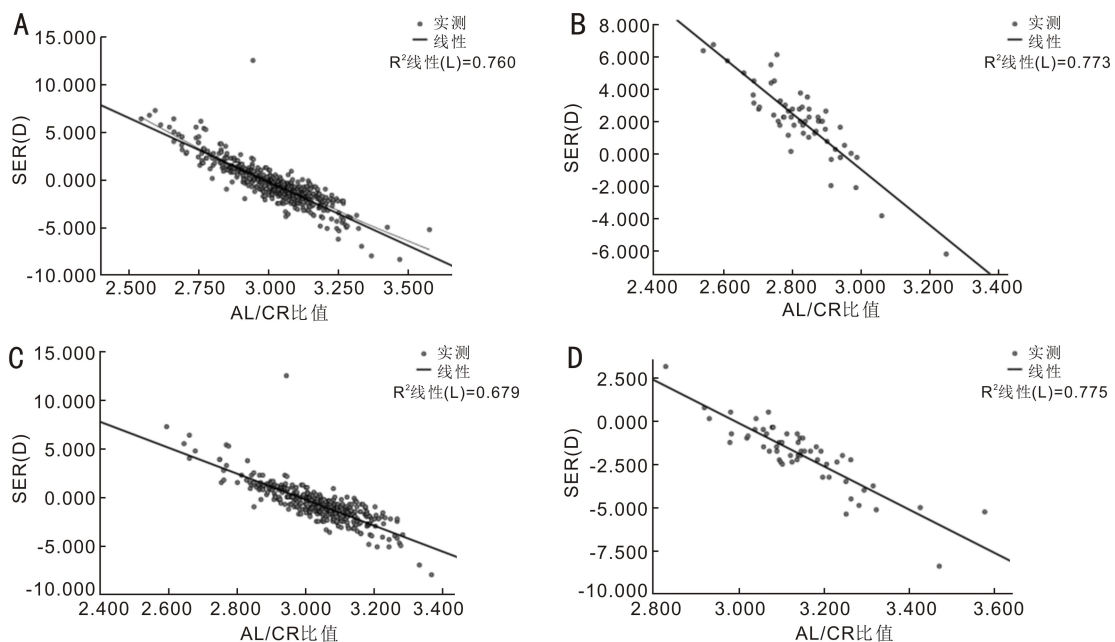 A
实测
线性
R²线性(L)=0.760
15.000
10.000
5.000
0.000
-5.000
-10.000
SER(D)
2.500 2.750 3.000 3.250 3.500
AL/CR比值
B
实测
线性
R²线性(L)=0.773
8.000
6.000
4.000
2.000
0.000
-2.000
-4.000
-6.000
SER(D)
2.400 2.600 2.800 3.000 3.200 3.400
AL/CR比值
C
实测
线性
R²线性(L)=0.679
15.000
10.000
5.000
0.000
-5.000
-10.000
SER(D)
2.400 2.600 2.800 3.000 3.200 3.400
AL/CR比值
D
实测
线性
R²线性(L)=0.775
2.500
0.000
-2.500
-5.000
-7.500
-10.000
SER(D)
2.800 3.000 3.200 3.400 3.600
AL/CR比值